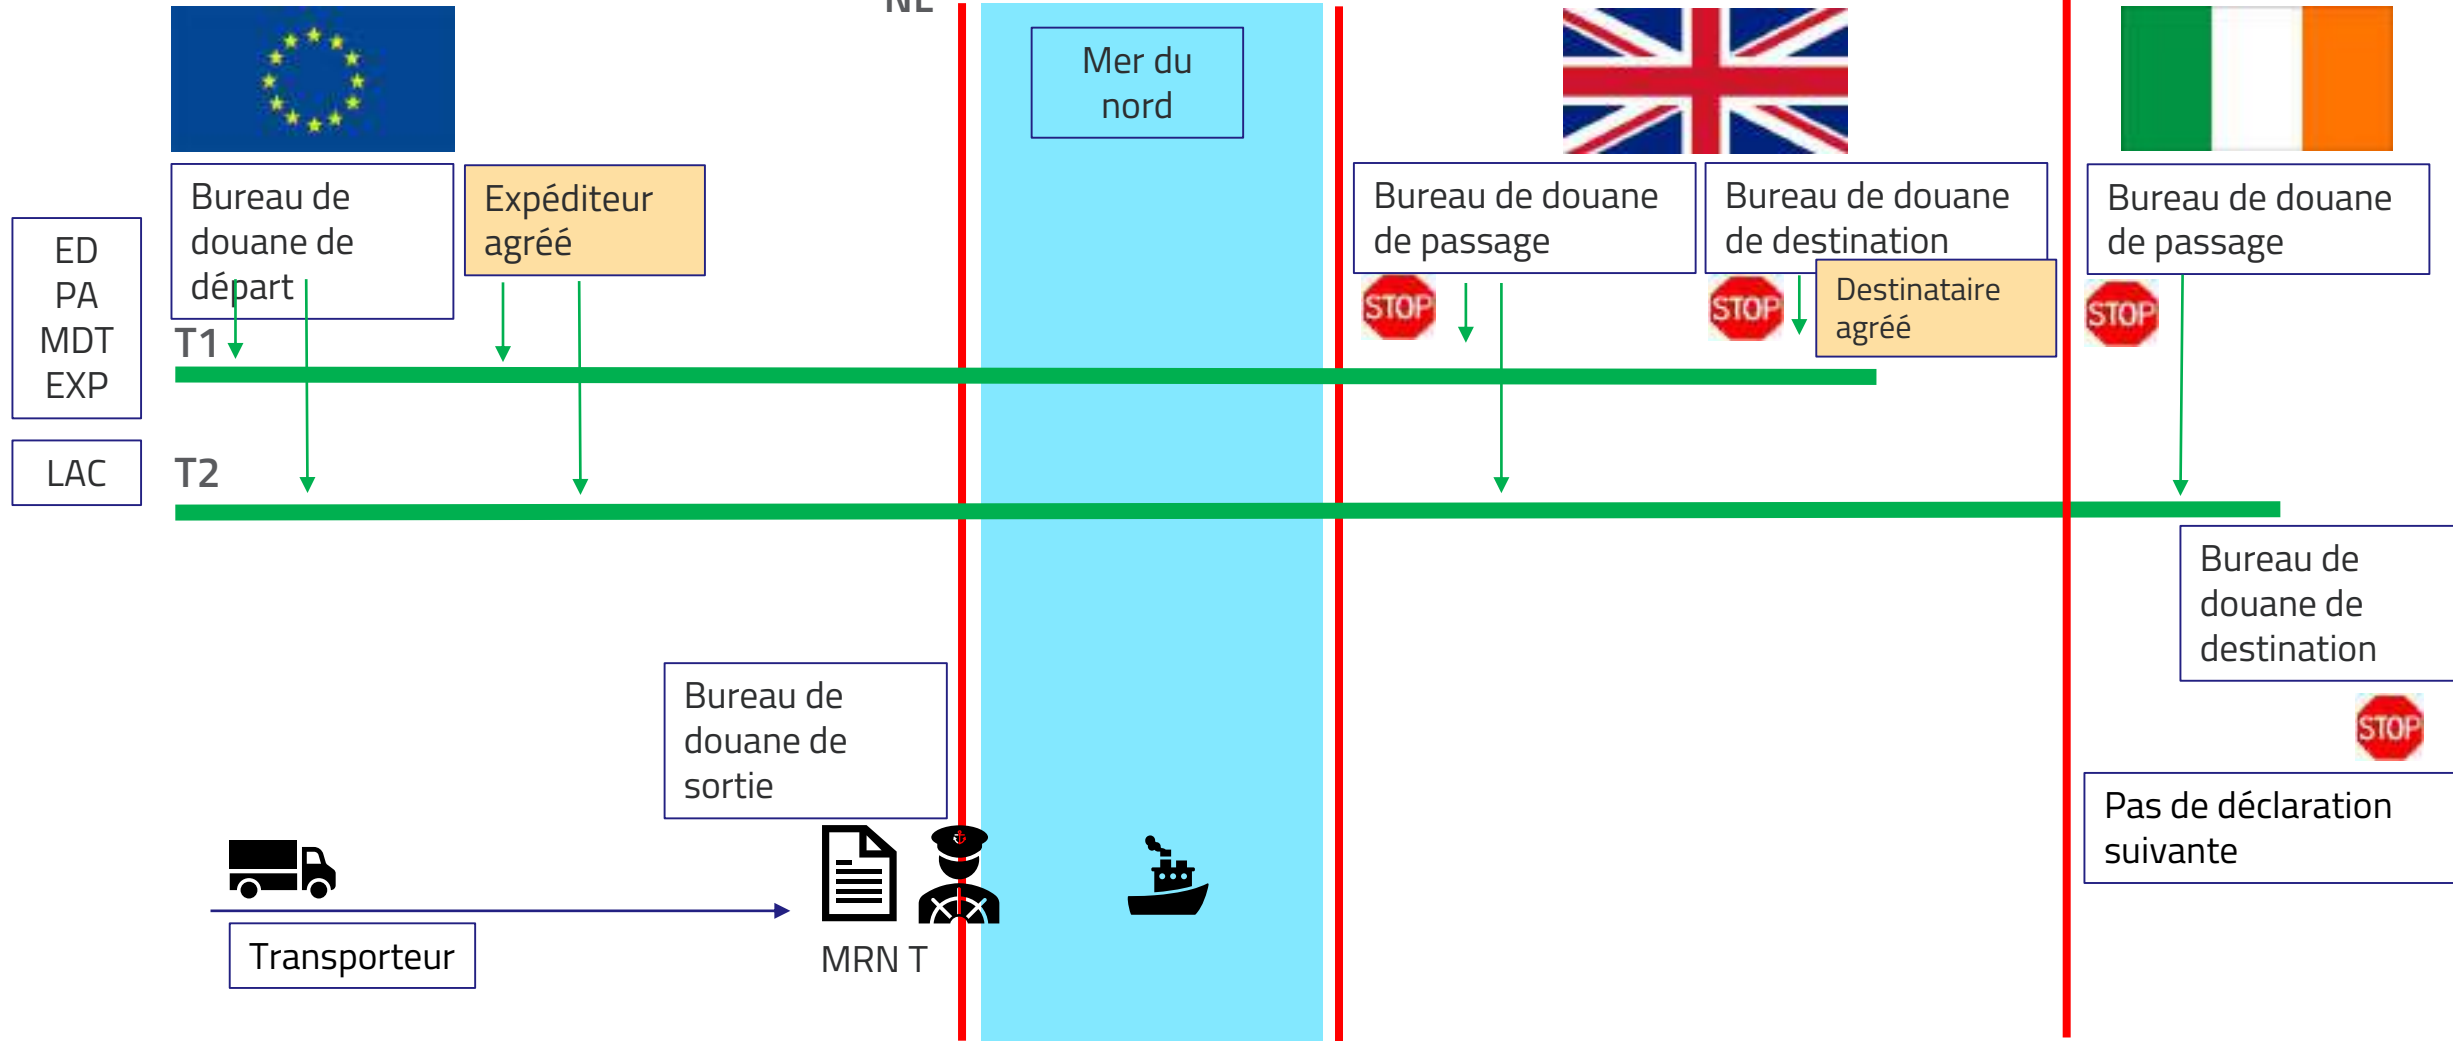 NL
Mer du
nord
Bureau de
douane de
départ
Expéditeur
agréé
Bureau de douane
de passage
Bureau de douane
de destination
Destinataire
agréé
Bureau de douane
de passage
ED
PA
MDT
EXP
STOP
STOP
STOP
T1
LAC
T2
Bureau de
douane de
destination
STOP
Pas de déclaration
suivante
Bureau de
douane de
sortie
Transporteur
MRN T